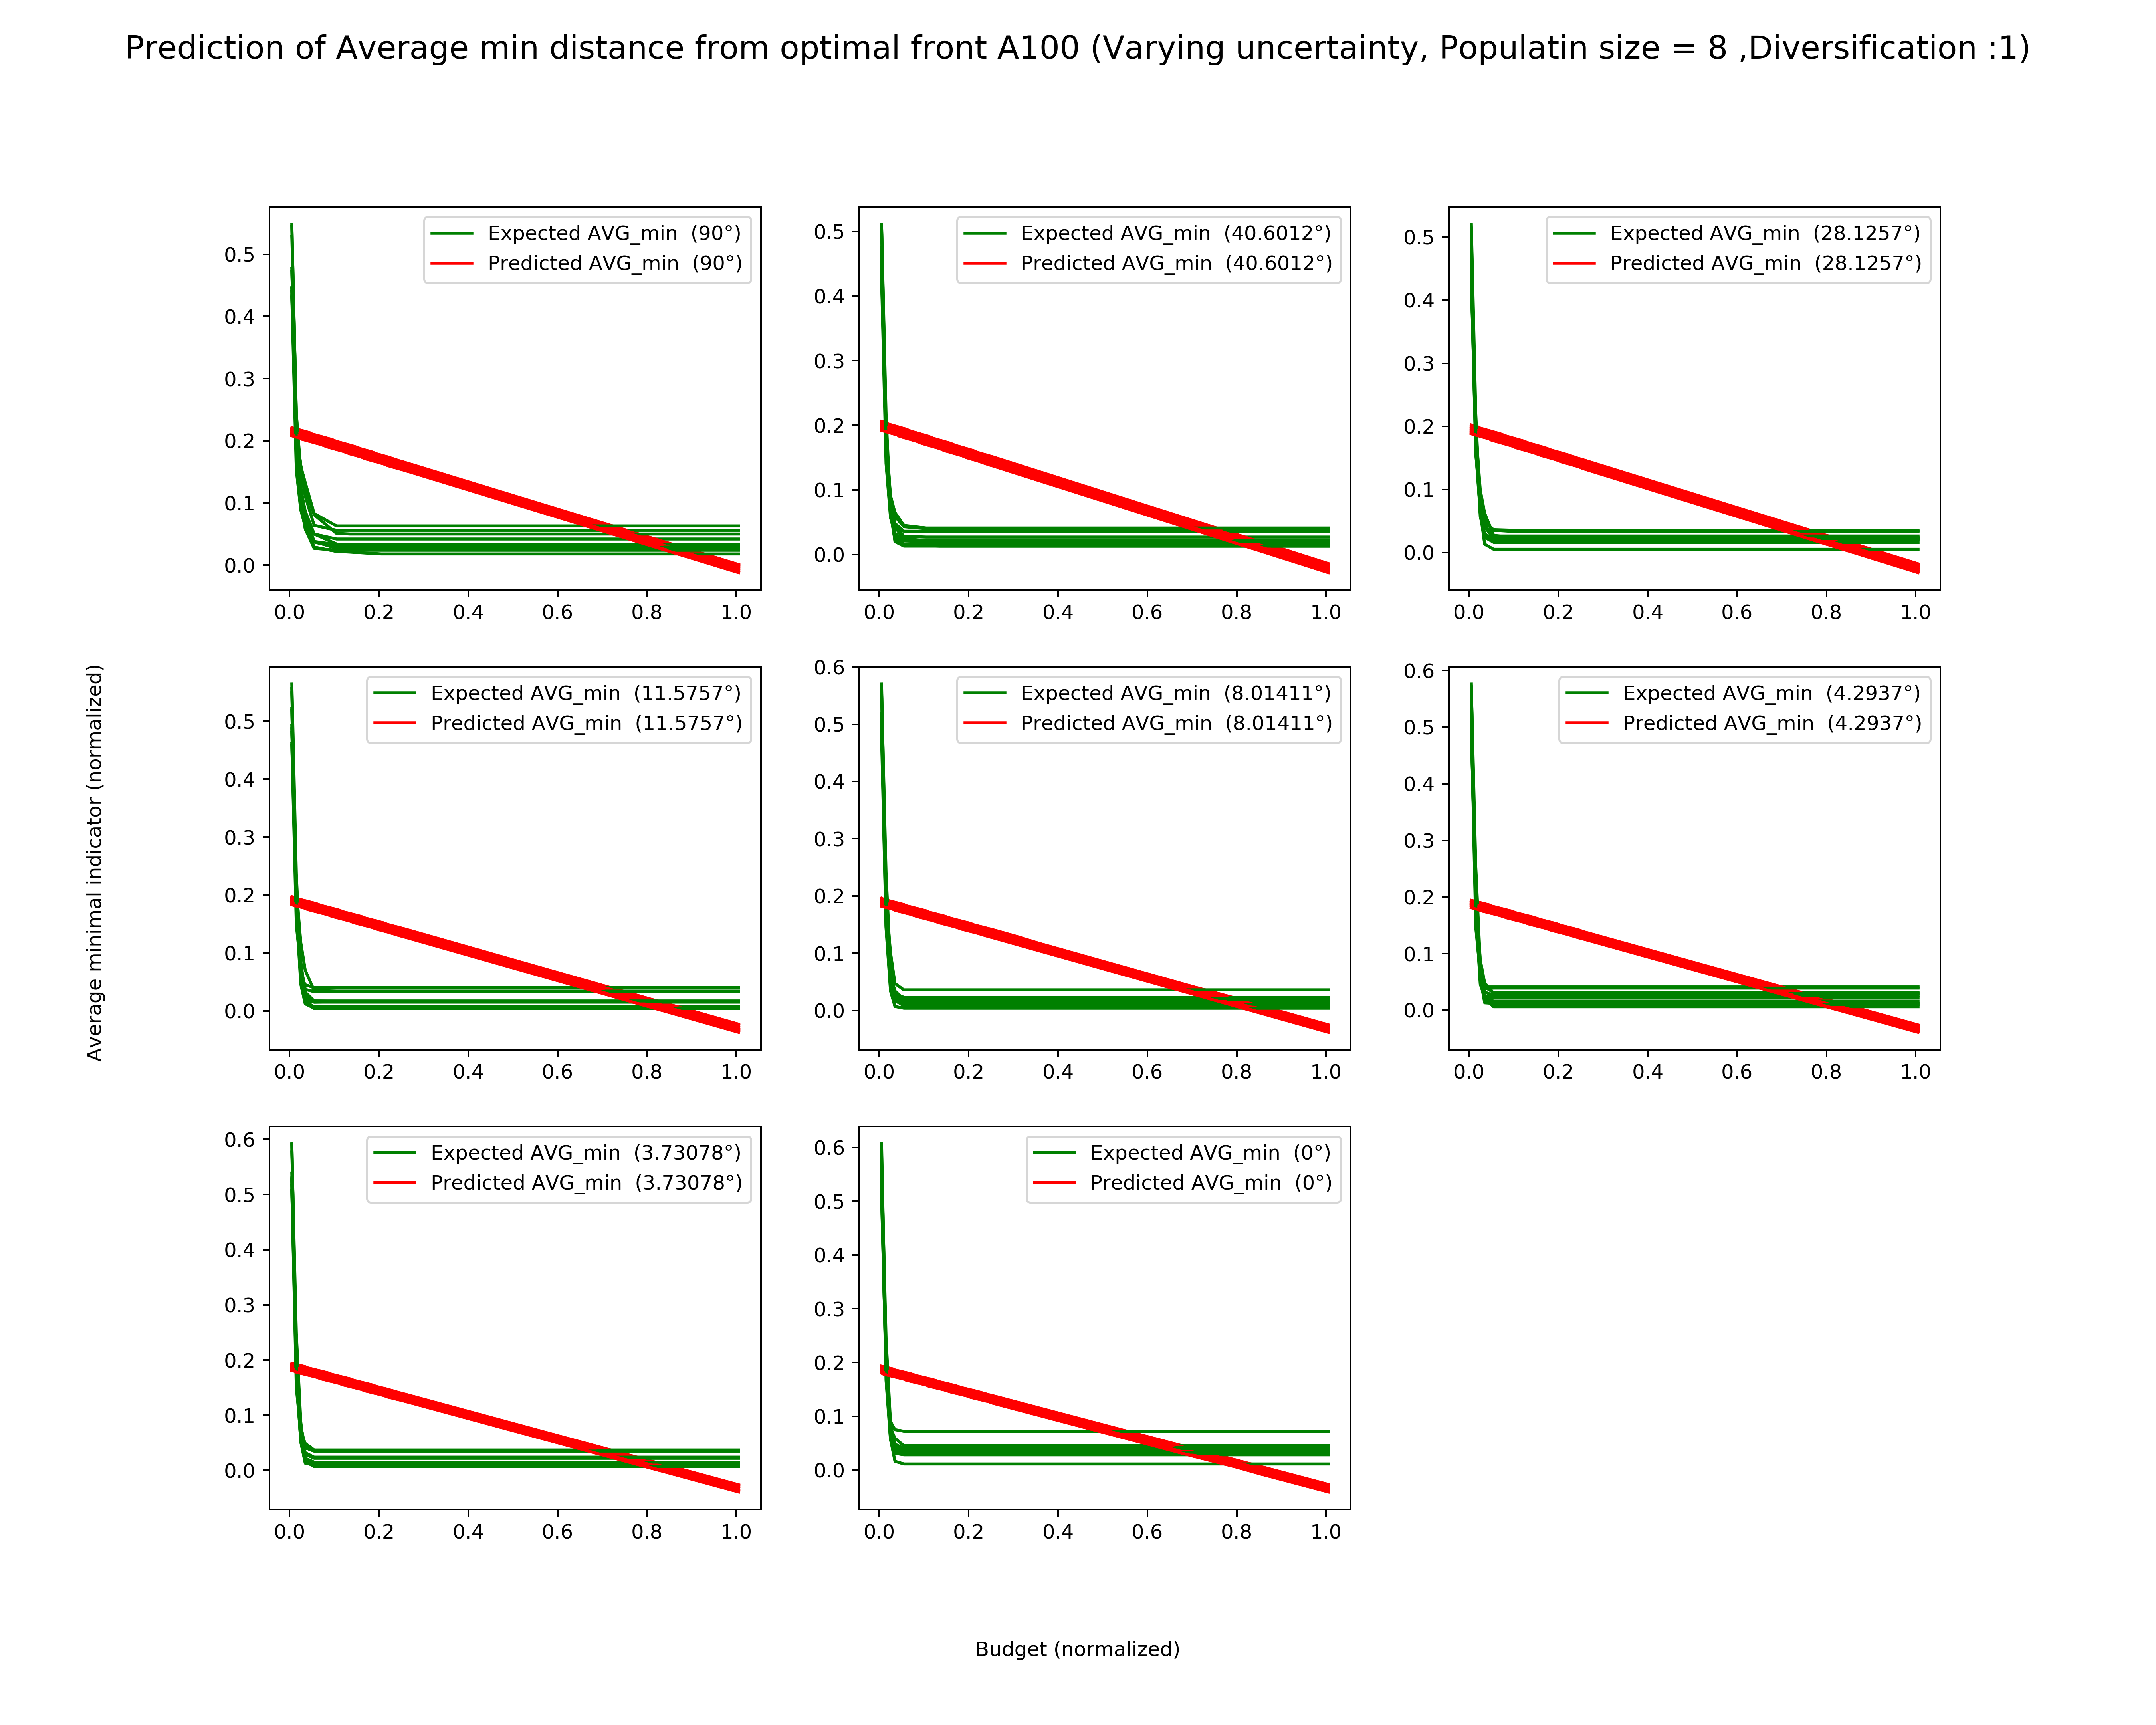 Prediction of Average min distance from optimal front A100 (Varying uncertainty, Populatin size = 8 ,Diversification :1)
Expected AVG_min (90°)
Predicted AVG_min (90°)
0.5
0.4
0.3
0.2
0.1
0.0
0.0 0.2 0.4 0.6 0.8 1.0
Expected AVG_min (40.6012°)
Predicted AVG_min (40.6012°)
0.5
0.4
0.3
0.2
0.1
0.0
0.0 0.2 0.4 0.6 0.8 1.0
Expected AVG_min (28.1257°)
Predicted AVG_min (28.1257°)
0.5
0.4
0.3
0.2
0.1
0.0
0.0 0.2 0.4 0.6 0.8 1.0
Average minimal indicator (normalized)
Expected AVG_min (11.5757°)
Predicted AVG_min (11.5757°)
0.5
0.4
0.3
0.2
0.1
0.0
0.0 0.2 0.4 0.6 0.8 1.0
Expected AVG_min (8.01411°)
Predicted AVG_min (8.01411°)
0.6
0.5
0.4
0.3
0.2
0.1
0.0
0.0 0.2 0.4 0.6 0.8 1.0
Expected AVG_min (4.2937°)
Predicted AVG_min (4.2937°)
0.6
0.5
0.4
0.3
0.2
0.1
0.0
0.0 0.2 0.4 0.6 0.8 1.0
Expected AVG_min (3.73078°)
Predicted AVG_min (3.73078°)
0.6
0.5
0.4
0.3
0.2
0.1
0.0
0.0 0.2 0.4 0.6 0.8 1.0
Expected AVG_min (0°)
Predicted AVG_min (0°)
0.6
0.5
0.4
0.3
0.2
0.1
0.0
0.0 0.2 0.4 0.6 0.8 1.0
Budget (normalized)